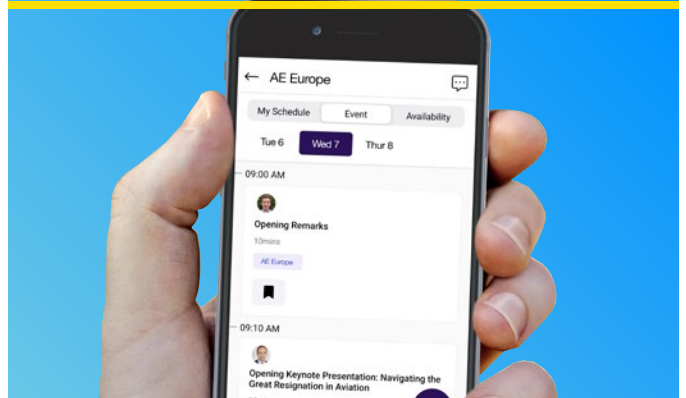 AE Europe
My Schedule Event Availability
Tue 6 Wed 7 Thur 8
09:00 AM
Opening Remarks
10mins
AE Europe
09:10 AM
Opening Keynote Presentation: Navigating the
Great Resignation in Aviation